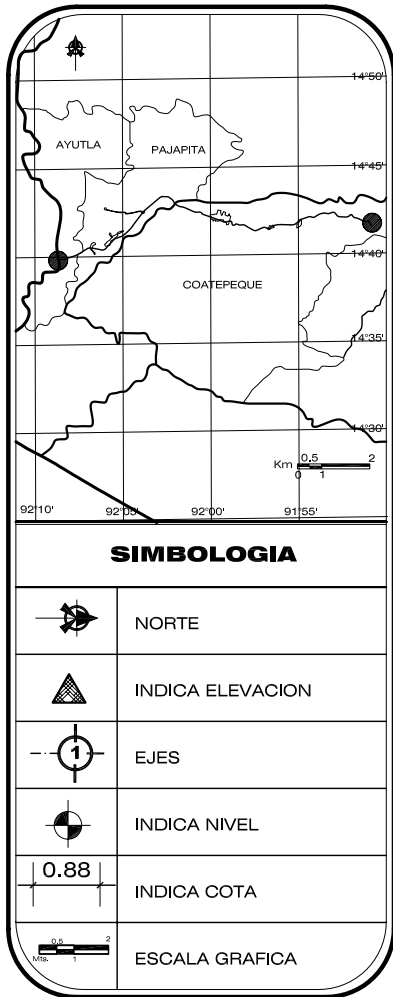 14°50'
AYUTLA
PAJAPITA
14°45'
14°40'
COATEPEQUE
14°35'
14°30'
Km 0.5 2
0 1
92°10' 92°05' 92°00' 91°55'
SIMBOLOGIA
NORTE
INDICA ELEVACION
1
EJES
INDICA NIVEL
0.88
INDICA COTA
0.5 2
Mts. 1
ESCALA GRAFICA